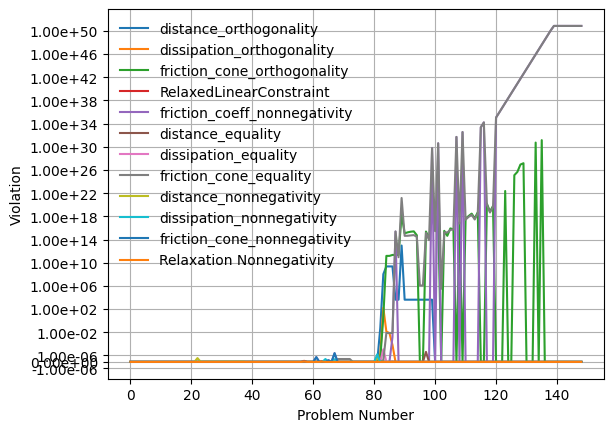 1.00e+50
1.00e+46
1.00e+42
1.00e+38
1.00e+34
1.00e+30
1.00e+26
1.00e+22
1.00e+18
1.00e+14
1.00e+10
1.00e+06
1.00e+02
1.00e-02
1.00e-06
0.00e+00
-1.00e-06
Violation
distance_orthogonality
dissipation_orthogonality
friction_cone_orthogonality
RelaxedLinearConstraint
friction_coeff_nonnegativity
distance_equality
dissipation_equality
friction_cone_equality
distance_nonnegativity
dissipation_nonnegativity
friction_cone_nonnegativity
Relaxation Nonnegativity
0 20 40 60 80 100 120 140
Problem Number